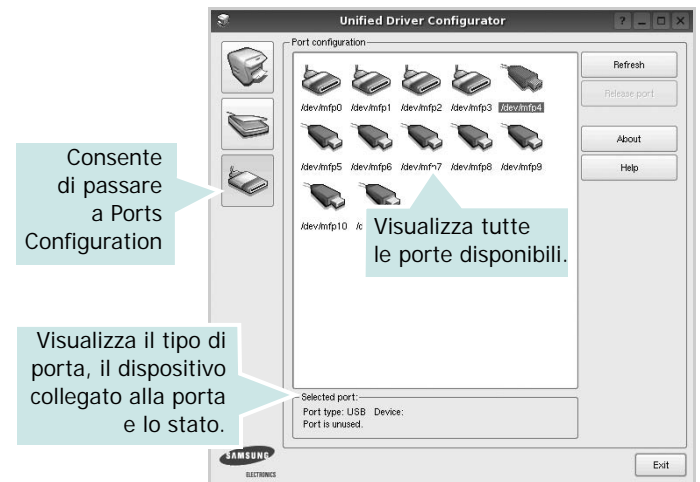 Unified Driver Configurator
Port configuration
/dev/mfp0 /dev/mfp1 /dev/mfp2 /dev/mfp3 /dev/mfp4
/dev/mfp5 /dev/mfp6 /dev/mfp7 /dev/mfp8 /dev/mfp9
/dev/mfp10
Refresh
Release port
About
Help
Consente
di passare
a Ports
Configuration
Visualizza tutte
le porte disponibili.
Visualizza il tipo di
porta, il dispositivo
collegato alla porta
e lo stato.
Selected port:
Port type: USB Device:
Port is unused.
SAMSUNG
ELECTRONICS
Exit